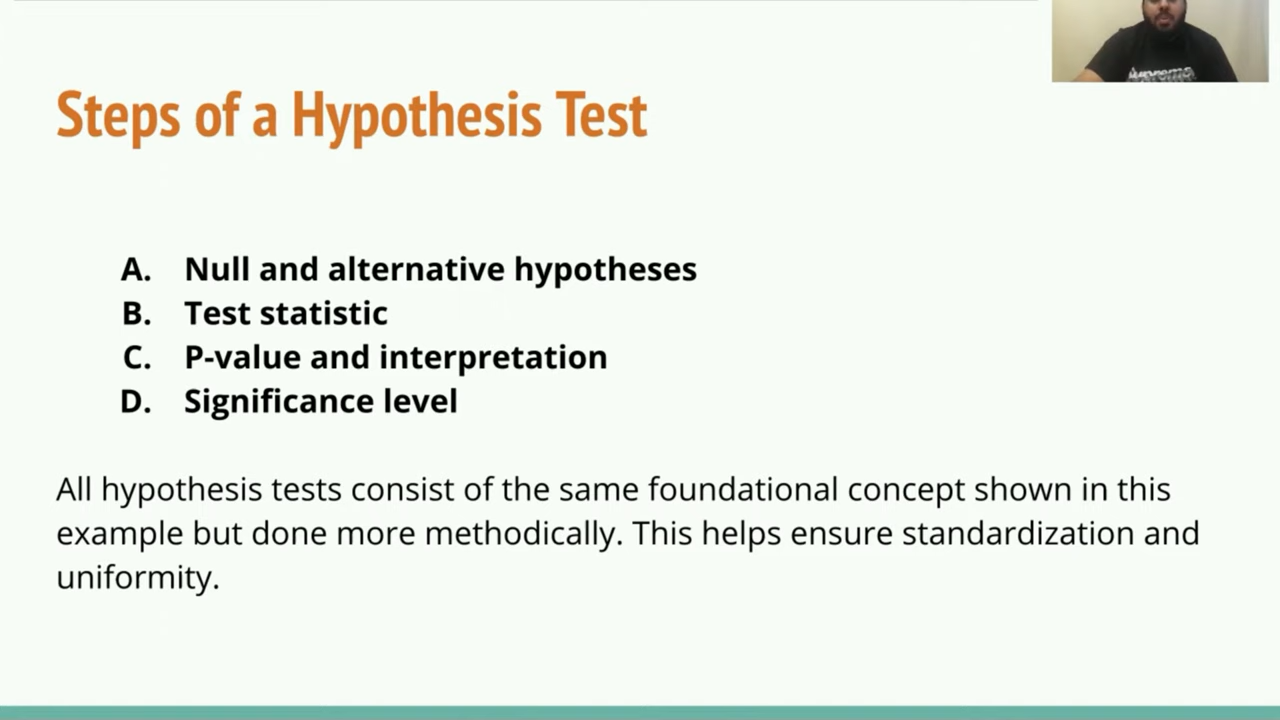 Steps of a Hypothesis Test
A. Null and alternative hypotheses
B. Test statistic
C. P-value and interpretation
D. Significance level
All hypothesis tests consist of the same foundational concept shown in this
example but done more methodically. This helps ensure standardization and
uniformity.